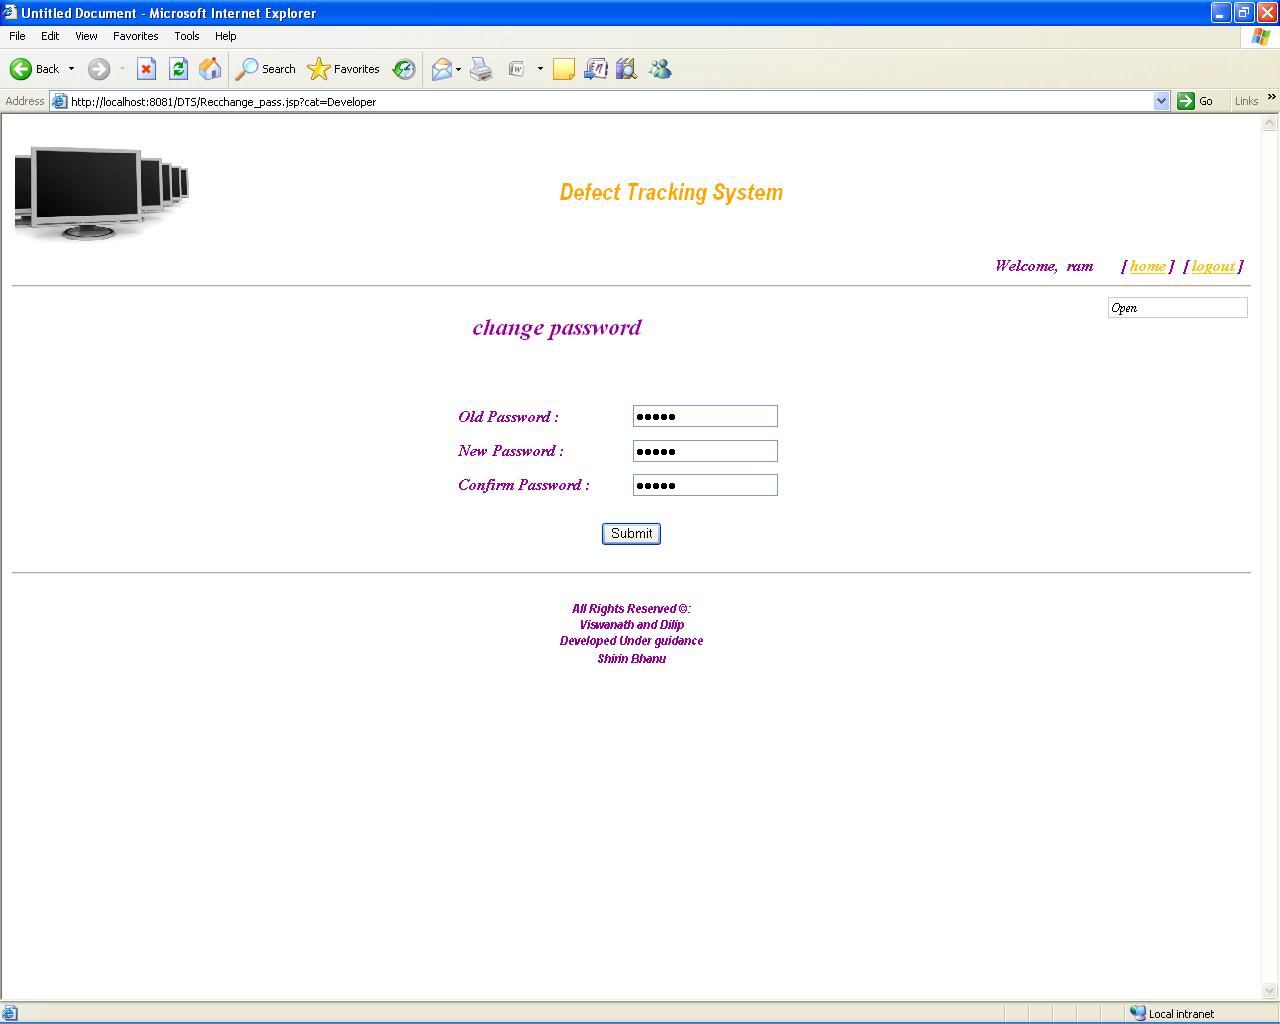 Untitled Document - Microsoft Internet Explorer
File Edit View Favorites Tools Help
Back Search Favorites
Address http://localhost:8081/DTS/Recchange_pass.jsp?cat=Developer Go Links »
Defect Tracking System
Welcome, ram [ home ] [ logout ]
Open
change password
Old Password : •••••
New Password : •••••
Confirm Password : •••••
Submit
All Rights Reserved ©:
Viswanath and Dilip
Developed Under guidance
Shirin Bhanu
Local intranet